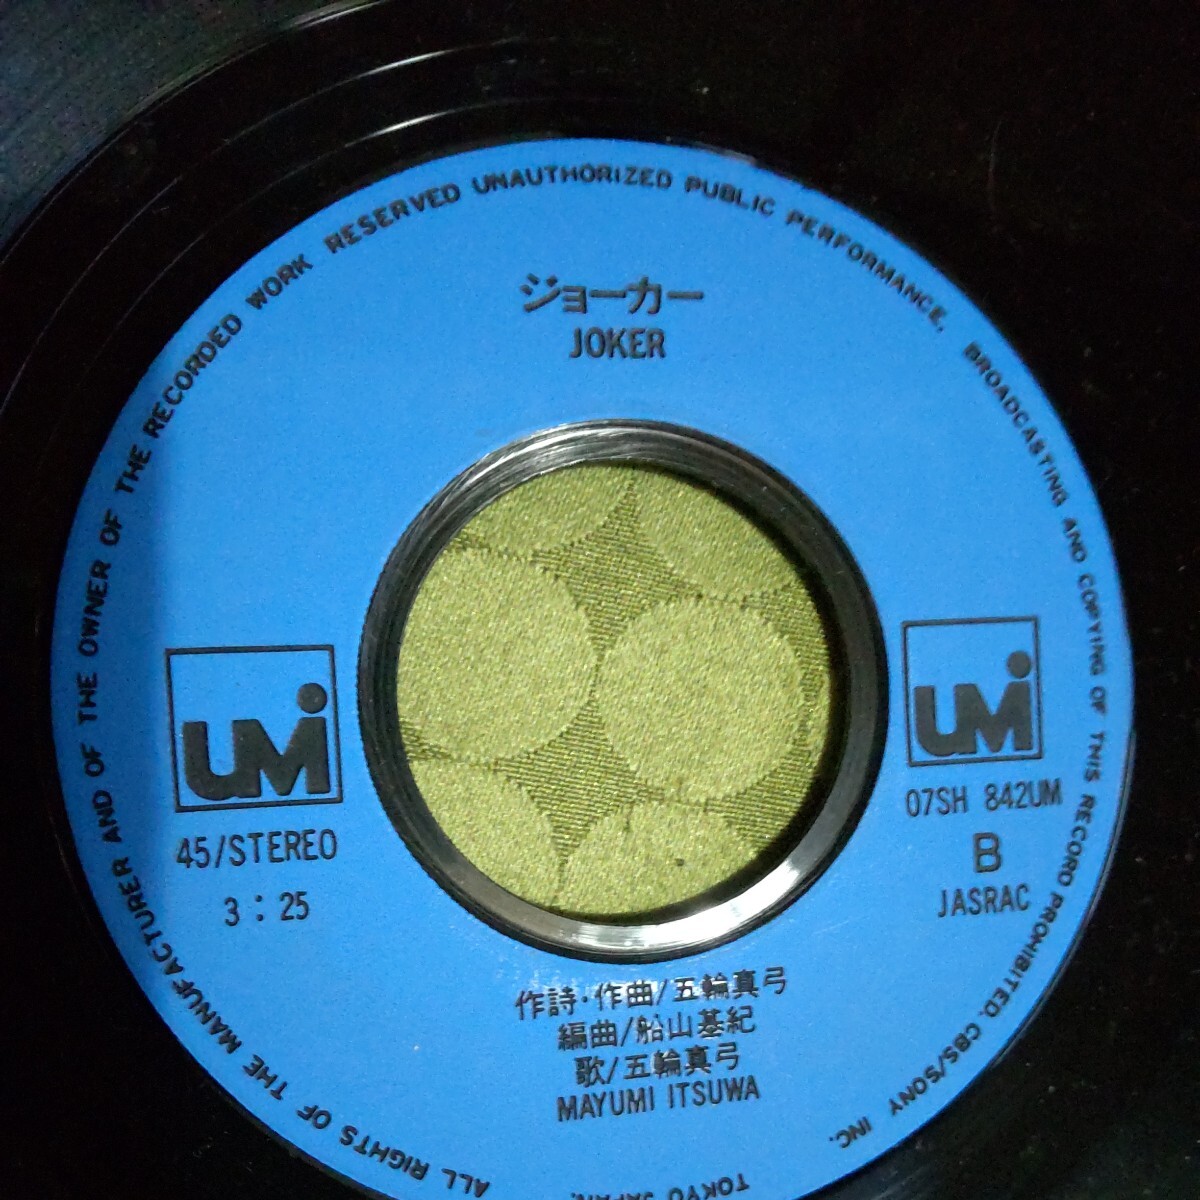 ALL RIGHTS OF THE MANUFACTURER AND OF THE OWNER OF THE RECORDED WORK RESERVED UNAUTHORIZED PUBLIC PERFORMANCE. BROADCASTING AND COPYING OF THIS RECORD PROHIBITED. CBS/SONY INC. TOKYO JAPAN.
ジョーカー
JOKER
UMI
45/STEREO
3:25
UMI
07SH 842UM
B
JASRAC
作詩・作曲/五輪真弓
編曲/船山基紀
歌/五輪真弓
MAYUMI ITSUWA